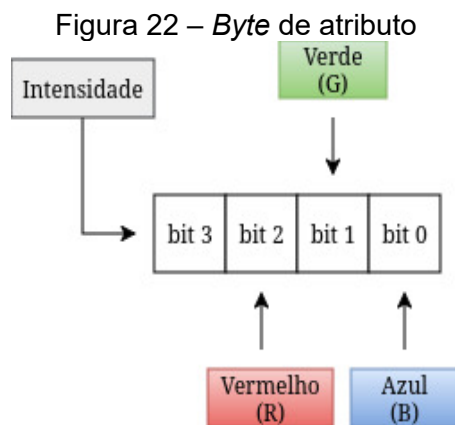 Figura 22 – Byte de atributo
Verde
(G)
Intensidade
bit 3
bit 2
bit 1
bit 0
Vermelho
(R)
Azul
(B)